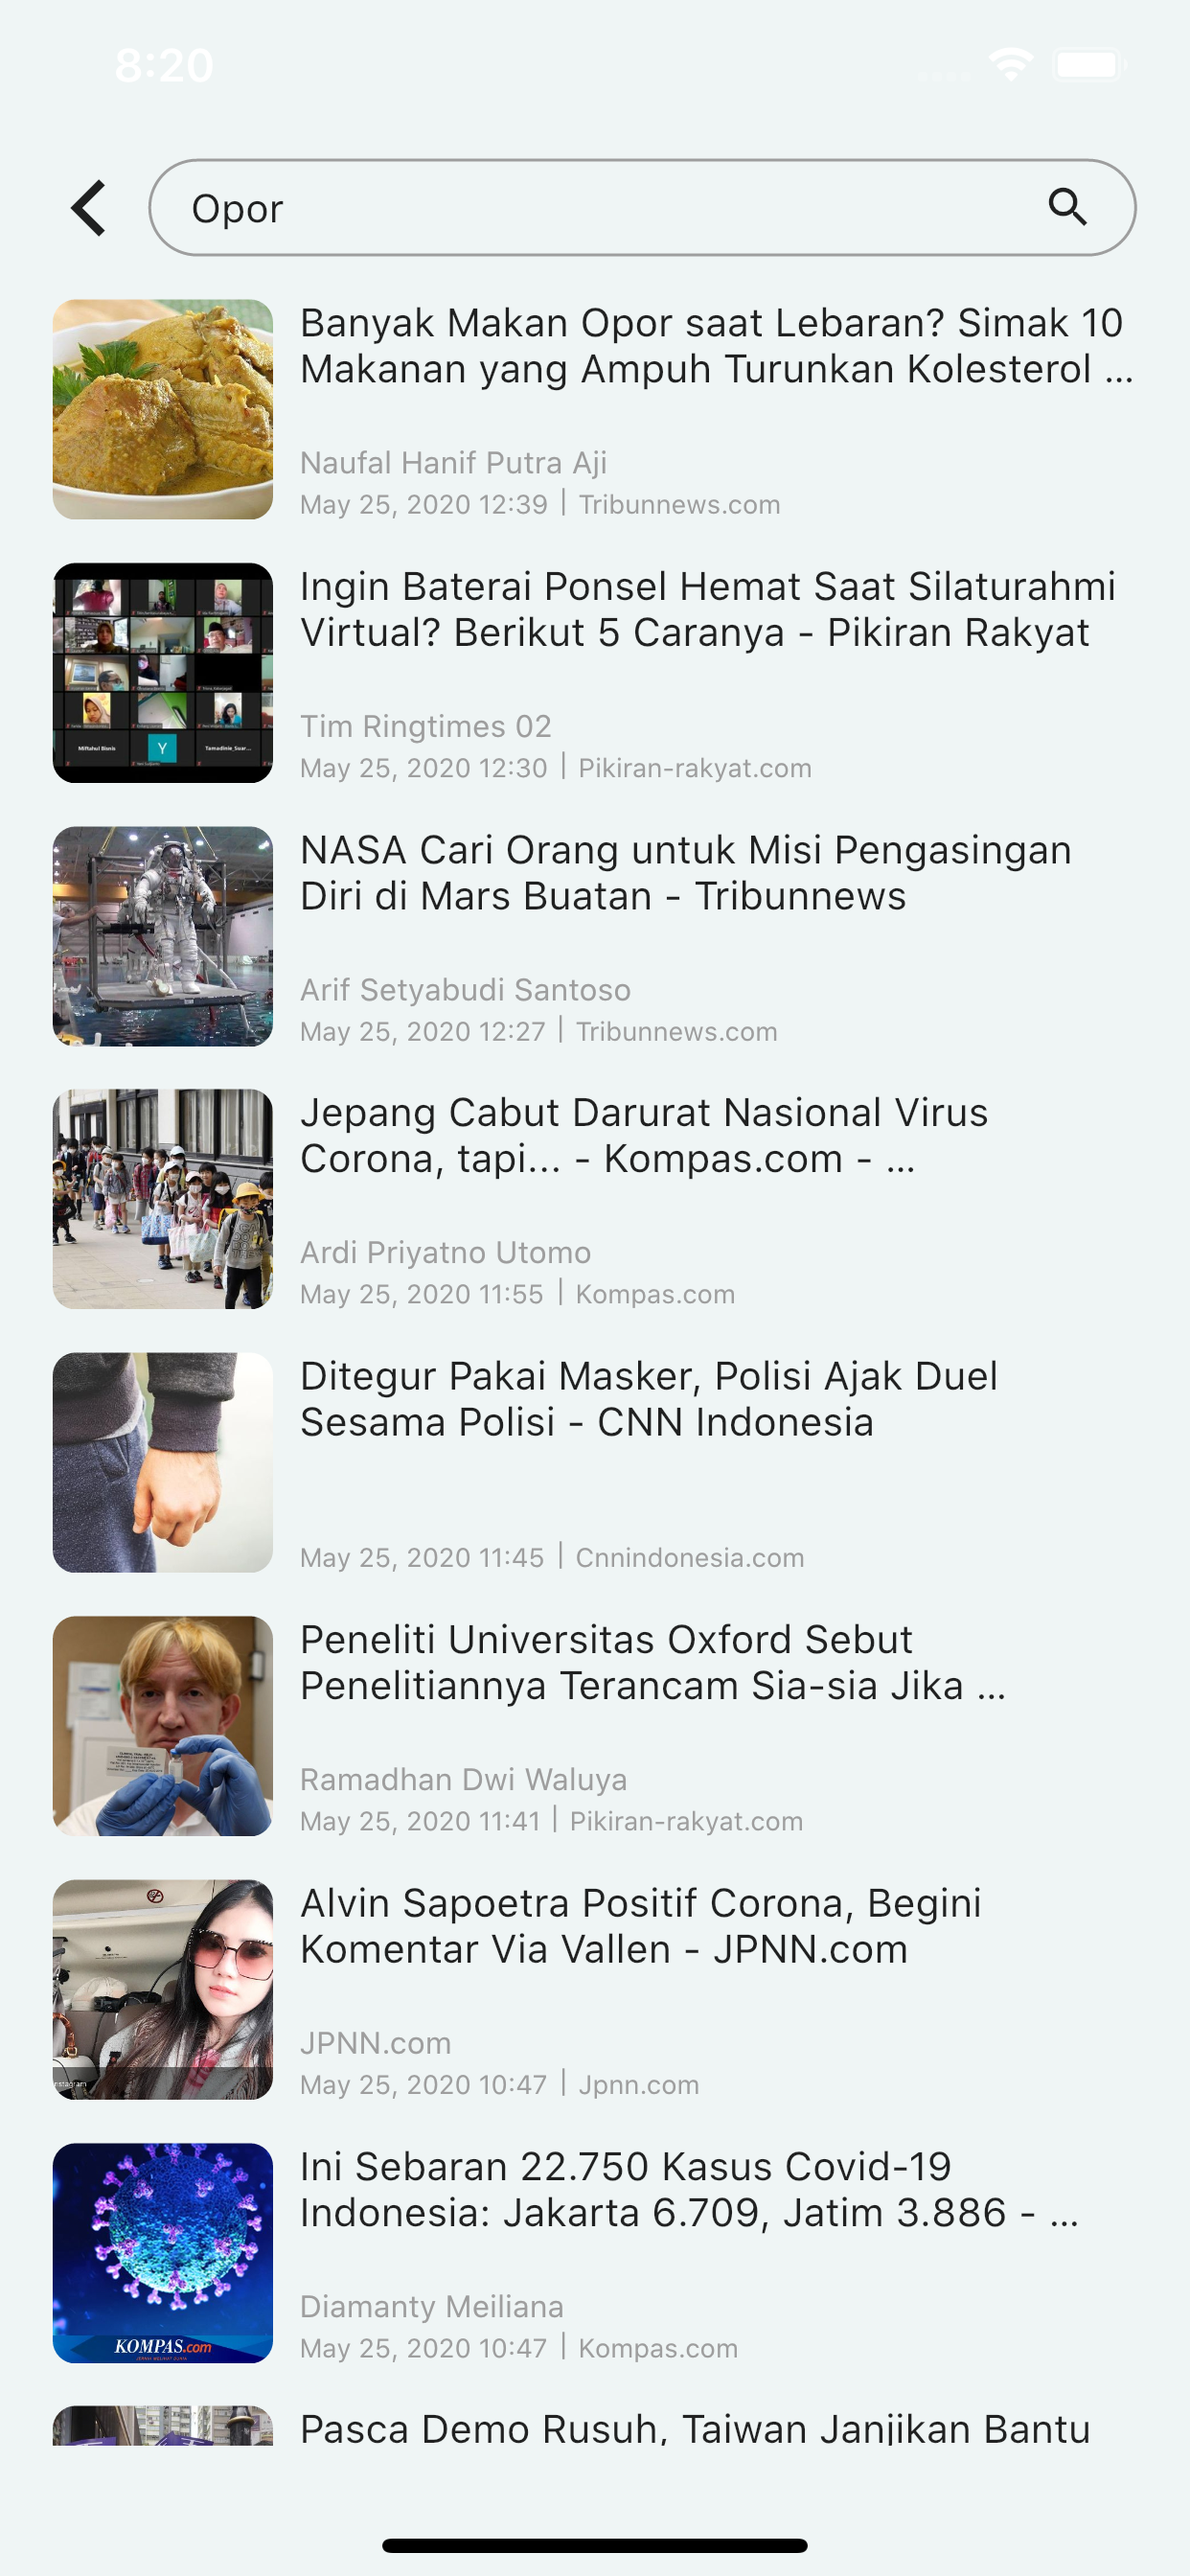 8:20
Opor
Banyak Makan Opor saat Lebaran? Simak 10
Makanan yang Ampuh Turunkan Kolesterol ...
Naufal Hanif Putra Aji
May 25, 2020 12:39 | Tribunnews.com
Ingin Baterai Ponsel Hemat Saat Silaturahmi
Virtual? Berikut 5 Caranya - Pikiran Rakyat
Miftahul Bisnis
Y
Tamadinie_Suar...
Tim Ringtimes 02
May 25, 2020 12:30 | Pikiran-rakyat.com
NASA Cari Orang untuk Misi Pengasingan
Diri di Mars Buatan - Tribunnews
Arif Setyabudi Santoso
May 25, 2020 12:27 | Tribunnews.com
Jepang Cabut Darurat Nasional Virus
Corona, tapi... - Kompas.com - ...
Ardi Priyatno Utomo
May 25, 2020 11:55 | Kompas.com
Ditegur Pakai Masker, Polisi Ajak Duel
Sesama Polisi - CNN Indonesia
May 25, 2020 11:45 | Cnnindonesia.com
Peneliti Universitas Oxford Sebut
Penelitiannya Terancam Sia-sia Jika ...
Ramadhan Dwi Waluya
May 25, 2020 11:41 | Pikiran-rakyat.com
Alvin Sapoetra Positif Corona, Begini
Komentar Via Vallen - JPNN.com
JPNN.com
May 25, 2020 10:47 | Jpnn.com
Ini Sebaran 22.750 Kasus Covid-19
Indonesia: Jakarta 6.709, Jatim 3.886 - ...
KOMPAS.com
Diamanty Meiliana
May 25, 2020 10:47 | Kompas.com
Pasca Demo Rusuh, Taiwan Janjikan Bantu